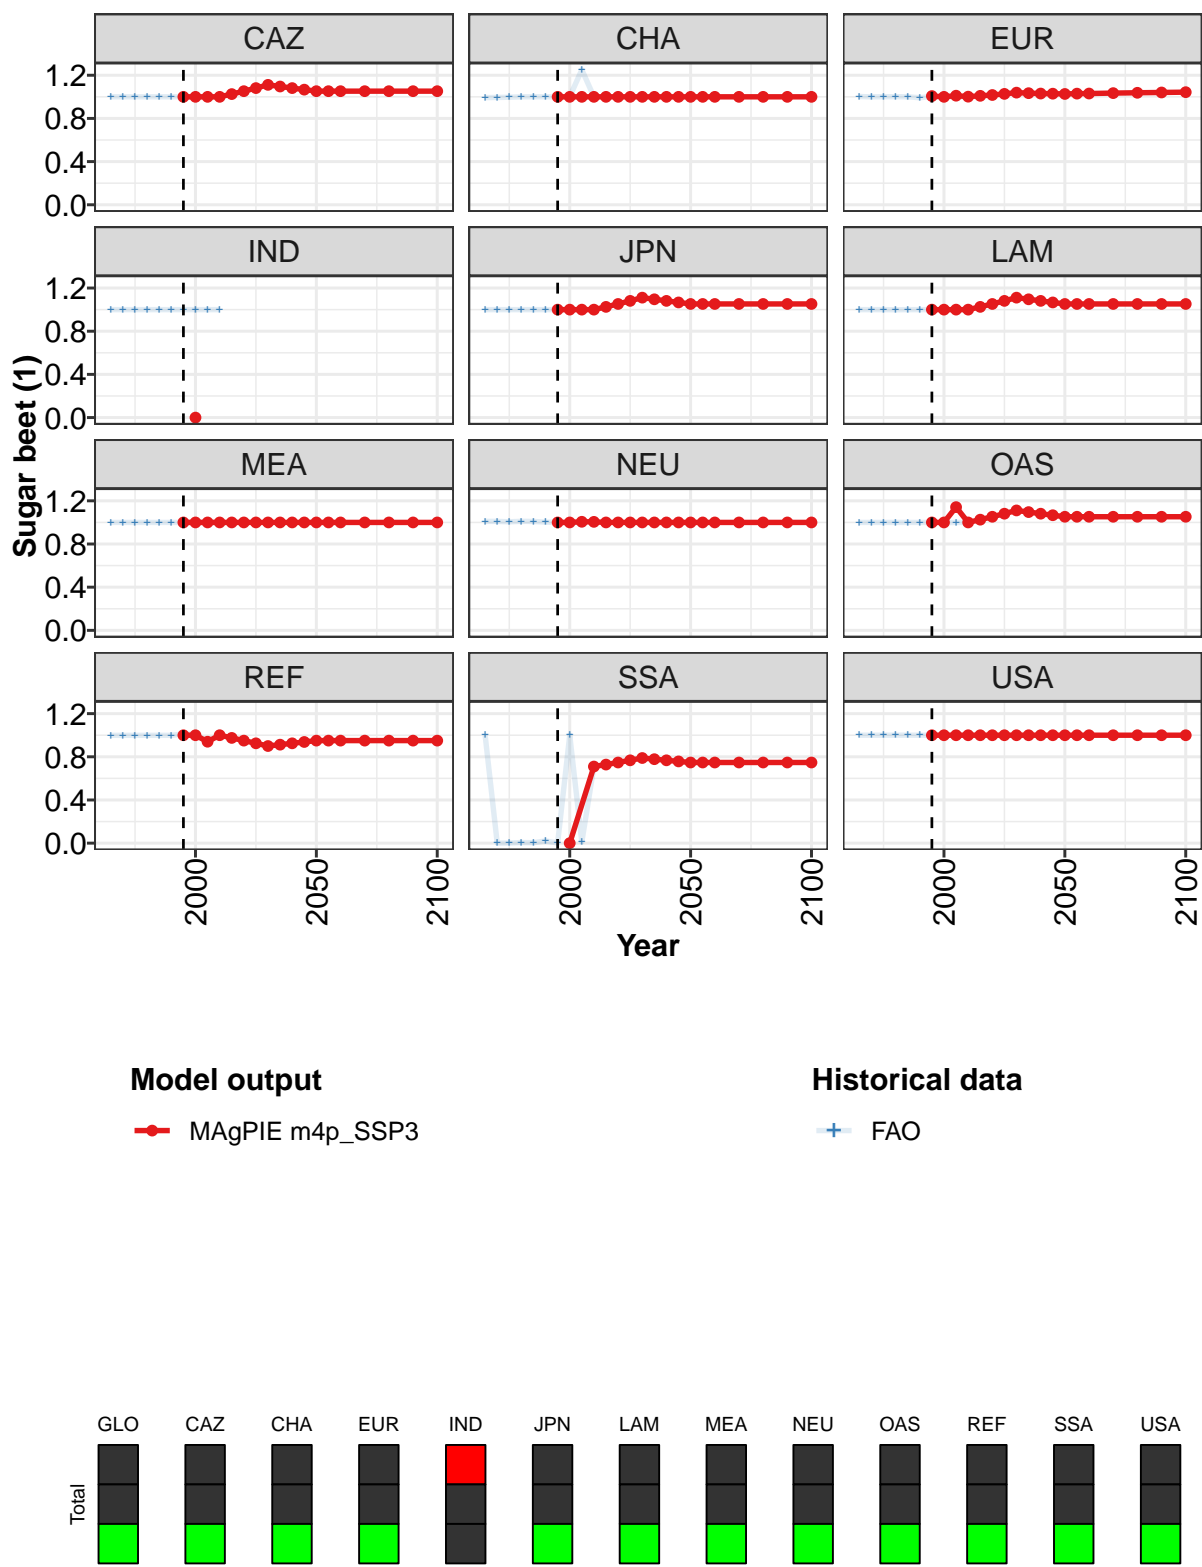 CAZ CHA EUR
1.2
0.8
0.4
0.0
IND JPN LAM
1.2
0.8
0.4
0.0
MEA NEU OAS
1.2
0.8
0.4
0.0
REF SSA USA
1.2
0.8
0.4
0.0
Sugar beet (1)
2000 2050 2100 2000 2050 2100 2000 2050 2100
Year
Model output Historical data
MAgPIE m4p_SSP3 FAO
GLO CAZ CHA EUR IND JPN LAM MEA NEU OAS REF SSA USA
Total